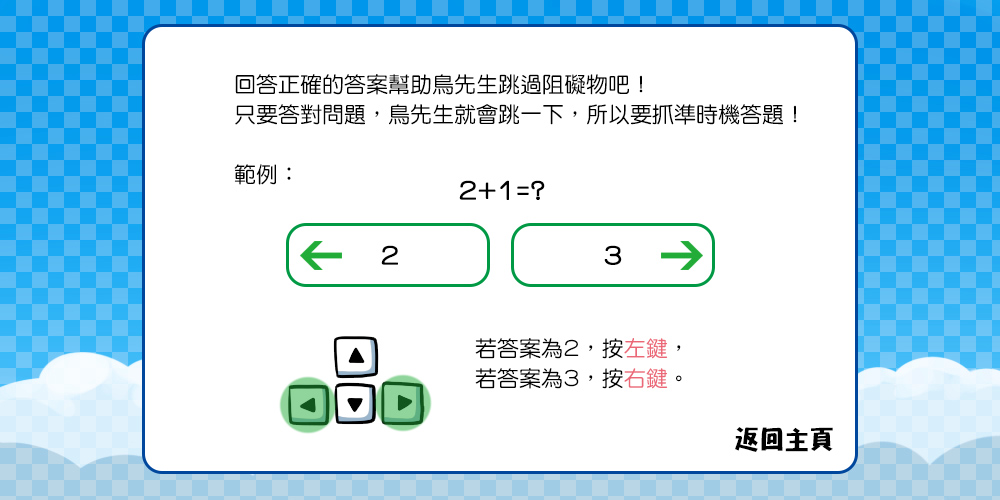 回答正確的答案幫助鳥先生跳過阻礙物吧！
只要答對問題，鳥先生就會跳一下，所以要抓準時機答題！
範例：
2+1=?
2
3
若答案為2，按左鍵，
若答案為3，按右鍵。
返回主頁